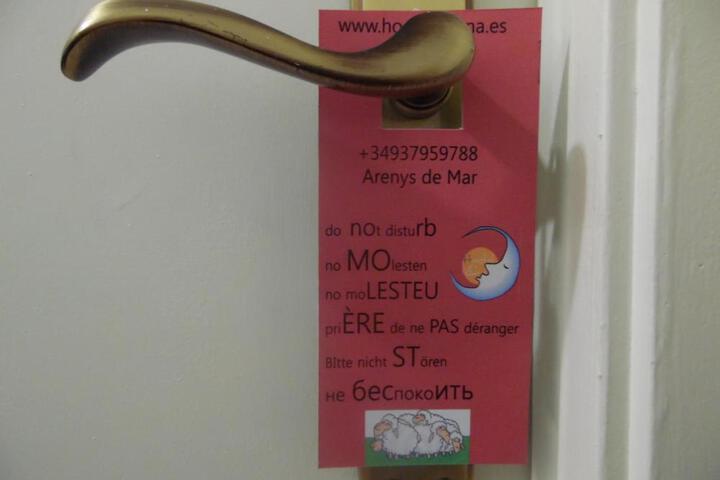 +34937959788
Arenys de Mar
do nOt distuRb
no MOlesten
no moLESTEU
priÈRE de ne PAS déranger
BItte nicht STören
не бесПОКОИТЬ